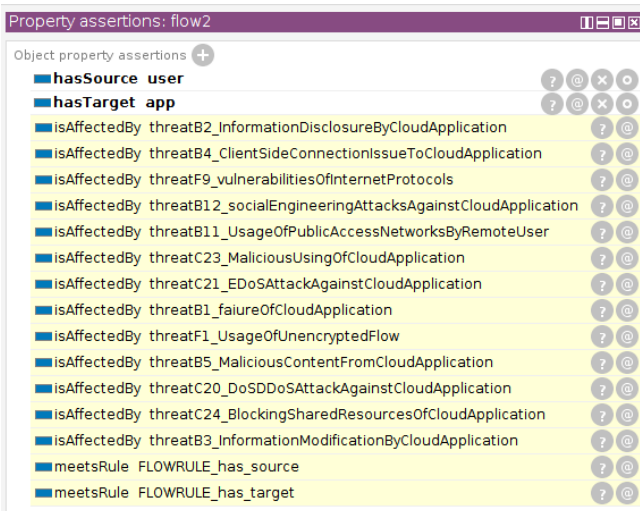 Property assertions: flow2
Object property assertions
hasSource user
hasTarget app
isAffectedBy threatB2_InformationDisclosureByCloudApplication
isAffectedBy threatB4_ClientSideConnectionIssueToCloudApplication
isAffectedBy threatF9_vulnerabilitiesOfInternetProtocols
isAffectedBy threatB12_socialEngineeringAttacksAgainstCloudApplication
isAffectedBy threatB11_UsageOfPublicAccessNetworksByRemoteUser
isAffectedBy threatC23_MaliciousUsingOfCloudApplication
isAffectedBy threatC21_EDoSAttackAgainstCloudApplication
isAffectedBy threatB1_faiureOfCloudApplication
isAffectedBy threatF1_UsageOfUnencryptedFlow
isAffectedBy threatB5_MaliciousContentFromCloudApplication
isAffectedBy threatC20_DoSDDoSAttackAgainstCloudApplication
isAffectedBy threatC24_BlockingSharedResourcesOfCloudApplication
isAffectedBy threatB3_InformationModificationByCloudApplication
meetsRule FLOWRULE_has_source
meetsRule FLOWRULE_has_target